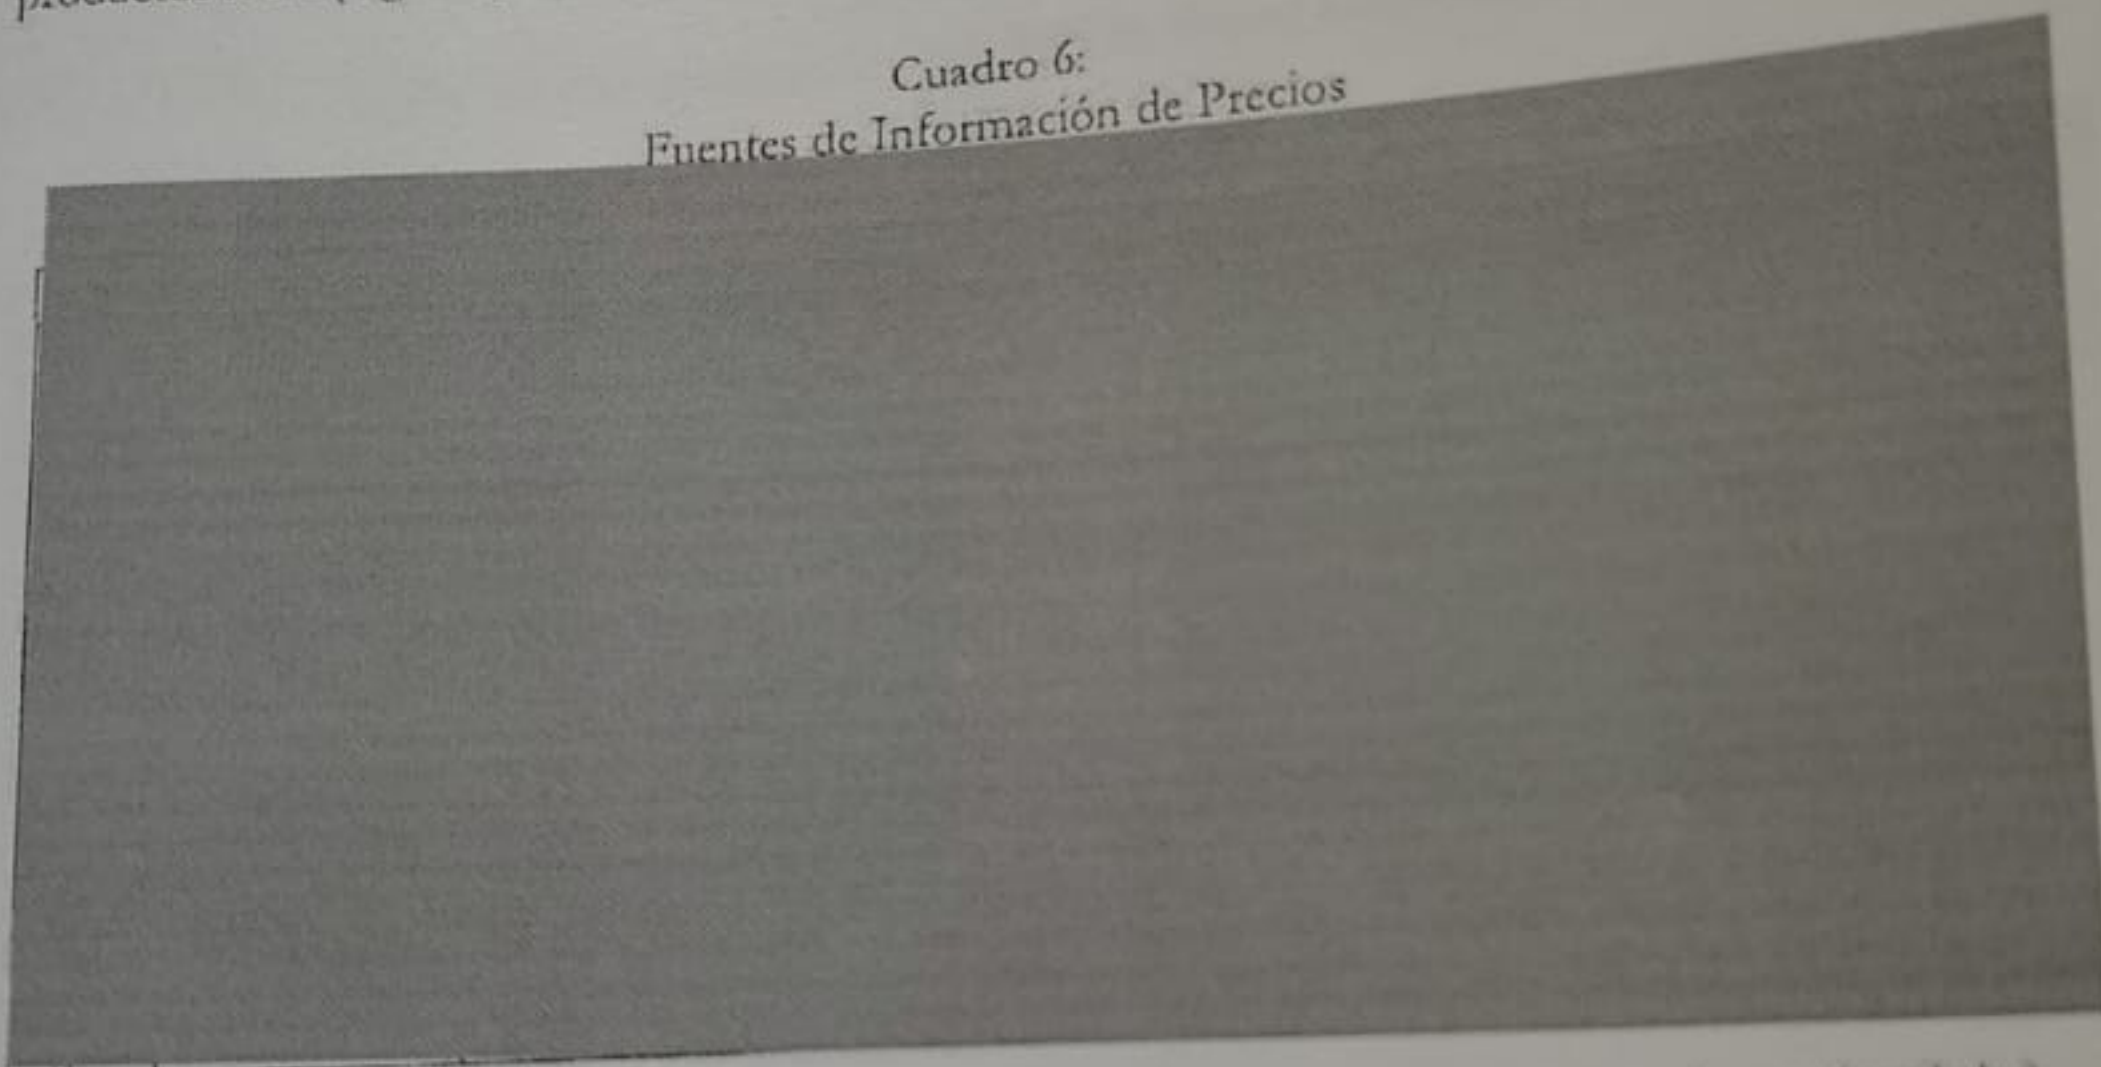 Cuadro 6:
Fuentes de Información de Precios